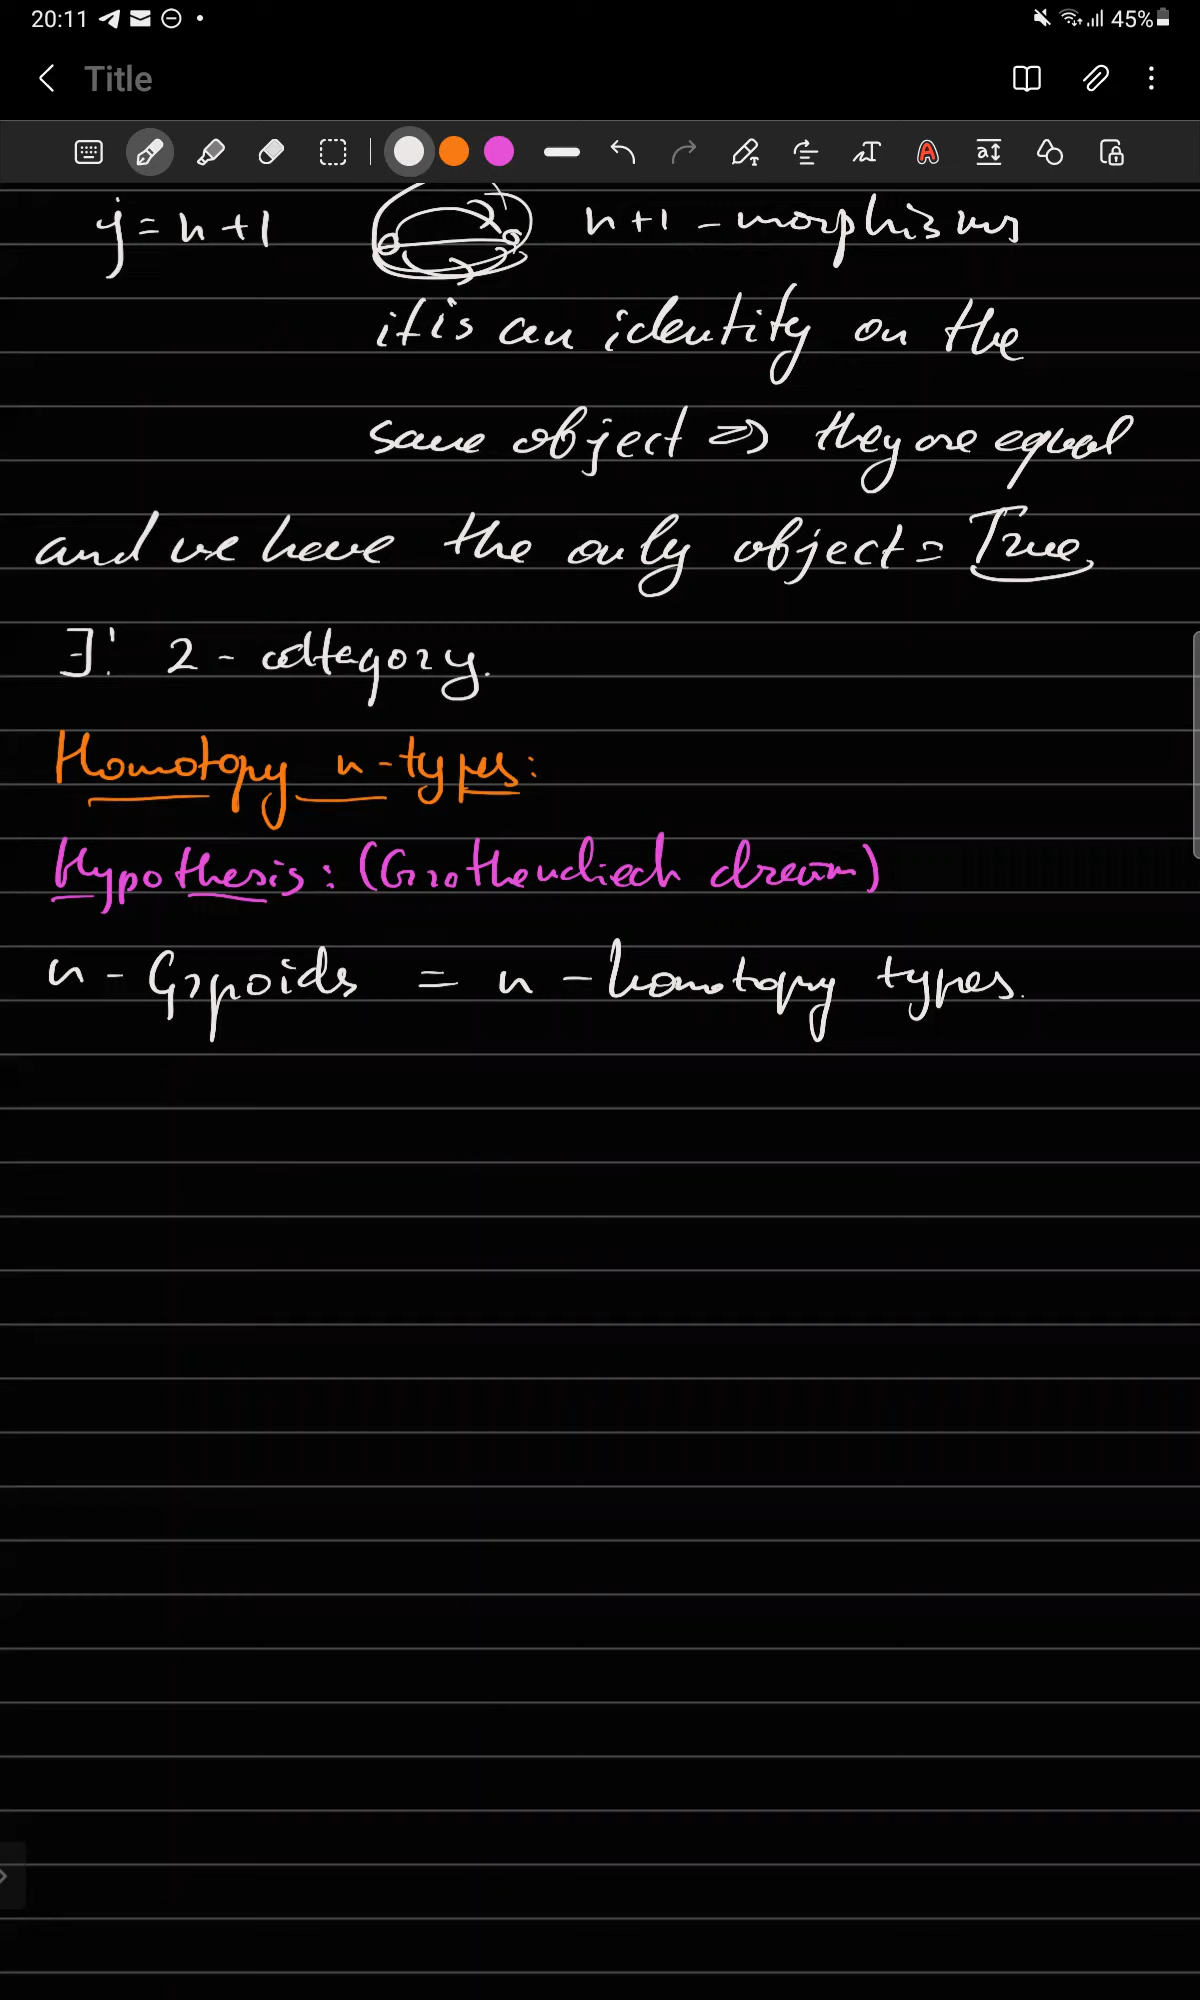 20:11 45%
Title
j = n+1 n+1 - morphisms
it is an identity on the
same object => they are equal
and we have the only object = True.
∃! 2 - category.
Homotopy n-types:
Hypothesis: (Grothendieck dream)
n - Grpoids = n - homotopy types.